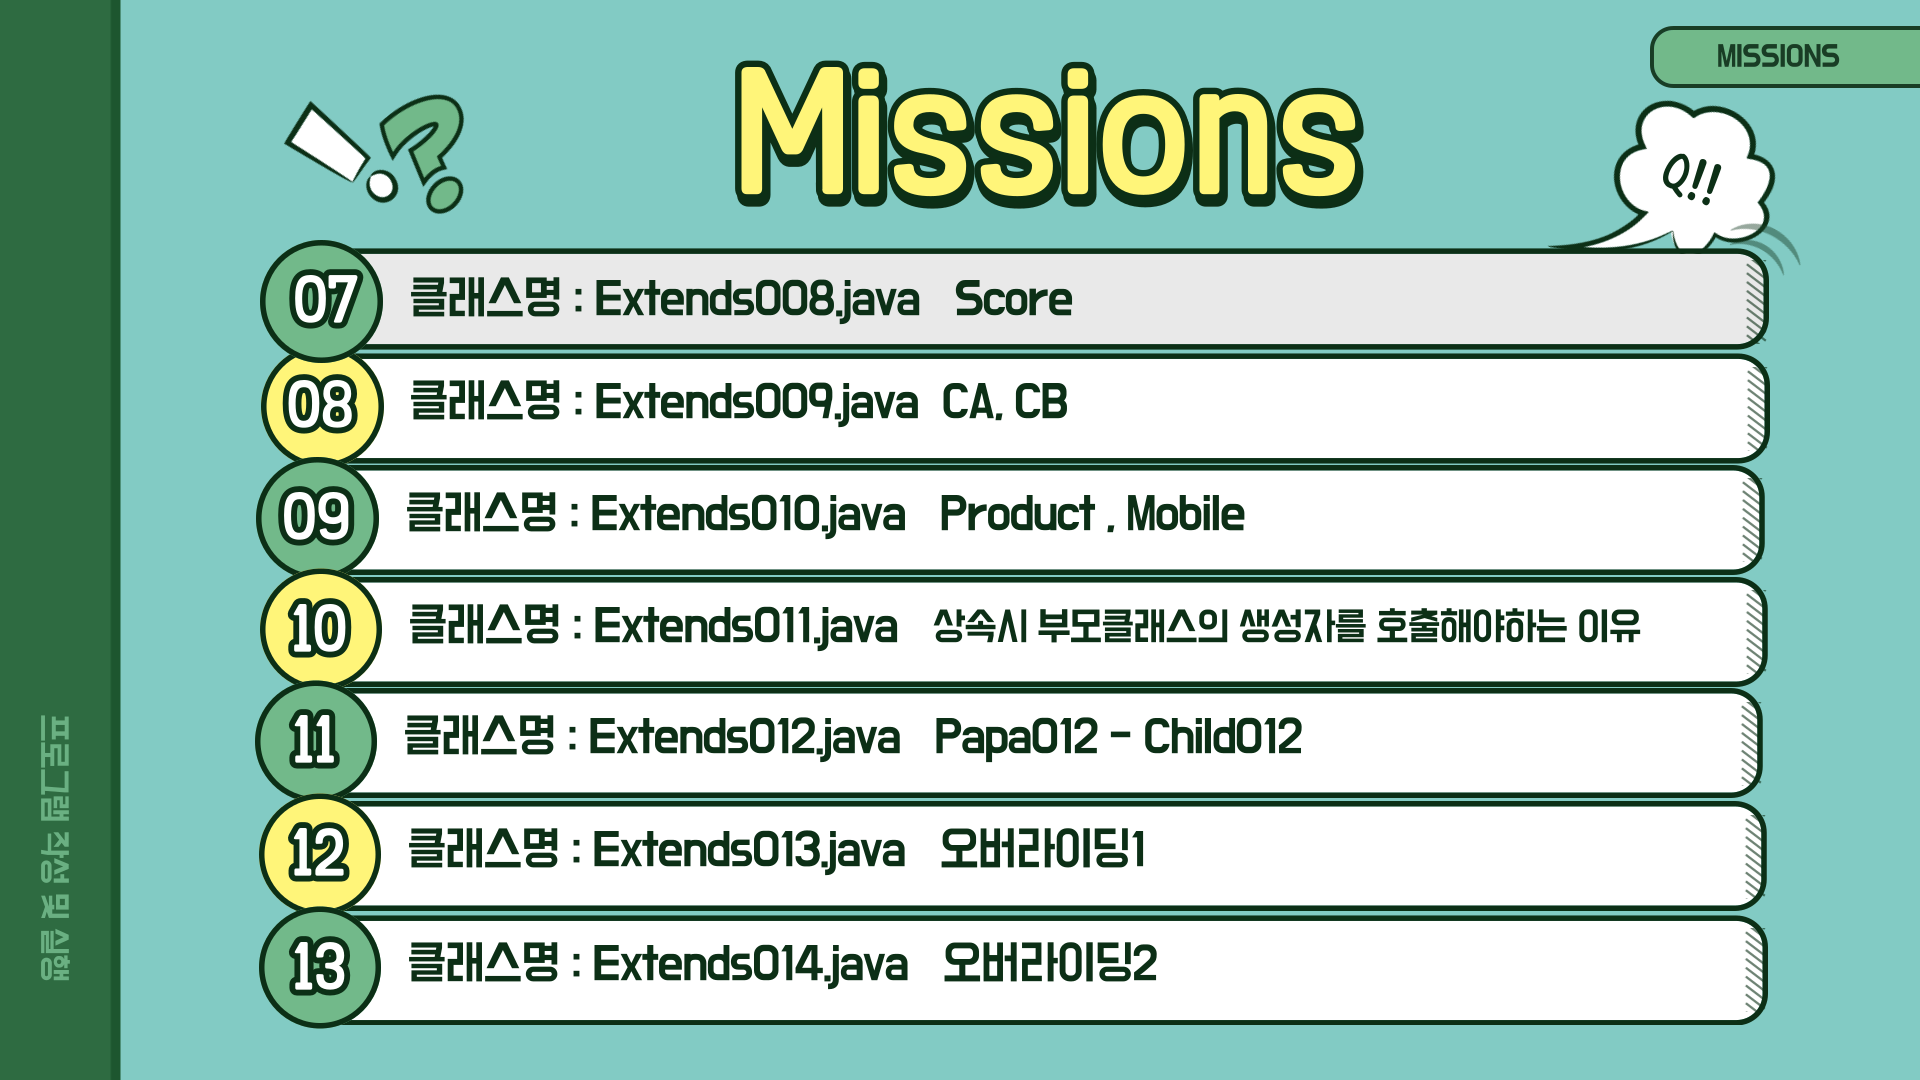 MISSIONS
Missions
Q!!
07 클래스명 : Extends008.java Score
08 클래스명 : Extends009.java CA, CB
09 클래스명 : Extends010.java Product , Mobile
10 클래스명 : Extends011.java 상속시 부모클래스의 생성자를 호출해야하는 이유
11 클래스명 : Extends012.java Papa012 - Child012
12 클래스명 : Extends013.java 오버라이딩1
13 클래스명 : Extends014.java 오버라이딩2
프로그램 작성 및 실행